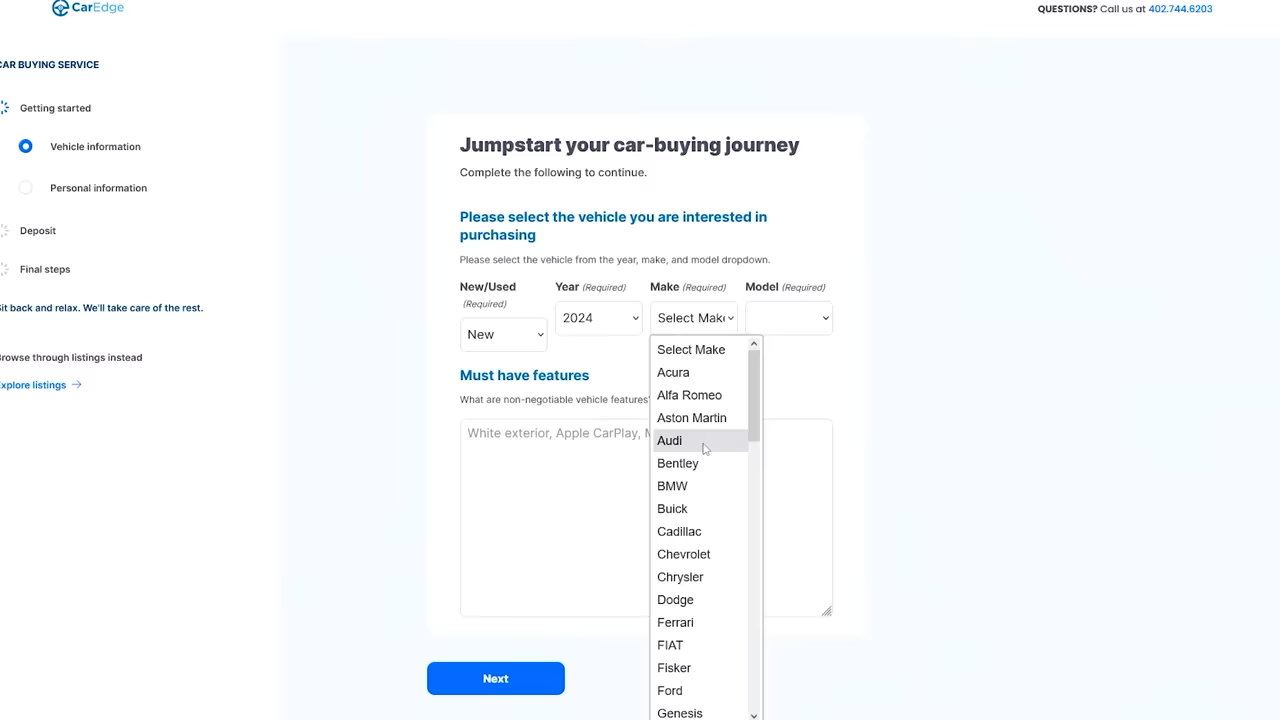 CarEdge
QUESTIONS? Call us at 402.744.6203
CAR BUYING SERVICE
Getting started
Vehicle information
Personal information
Deposit
Final steps
Sit back and relax. We'll take care of the rest.
Browse through listings instead
Explore listings →
Jumpstart your car-buying journey
Complete the following to continue.
Please select the vehicle you are interested in
purchasing
Please select the vehicle from the year, make, and model dropdown.
New/Used
(Required)
Year (Required)
Make (Required)
Model (Required)
New
2024
Select Make
Select Make
Acura
Alfa Romeo
Aston Martin
Audi
Bentley
BMW
Buick
Cadillac
Chevrolet
Chrysler
Dodge
Ferrari
FIAT
Fisker
Ford
Genesis
Must have features
What are non-negotiable vehicle features
White exterior, Apple CarPlay,
Next